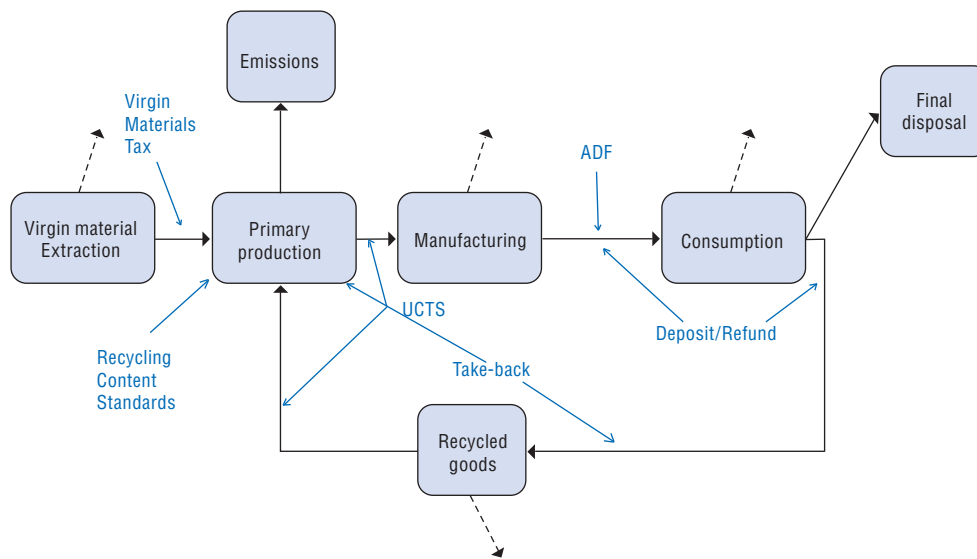 Emissions
Final
disposal
Virgin
Materials
Tax
ADF
Virgin material
Extraction
Primary
production
Manufacturing
Consumption
UCTS
Deposit/Refund
Recycling
Content
Standards
Take-back
Recycled
goods